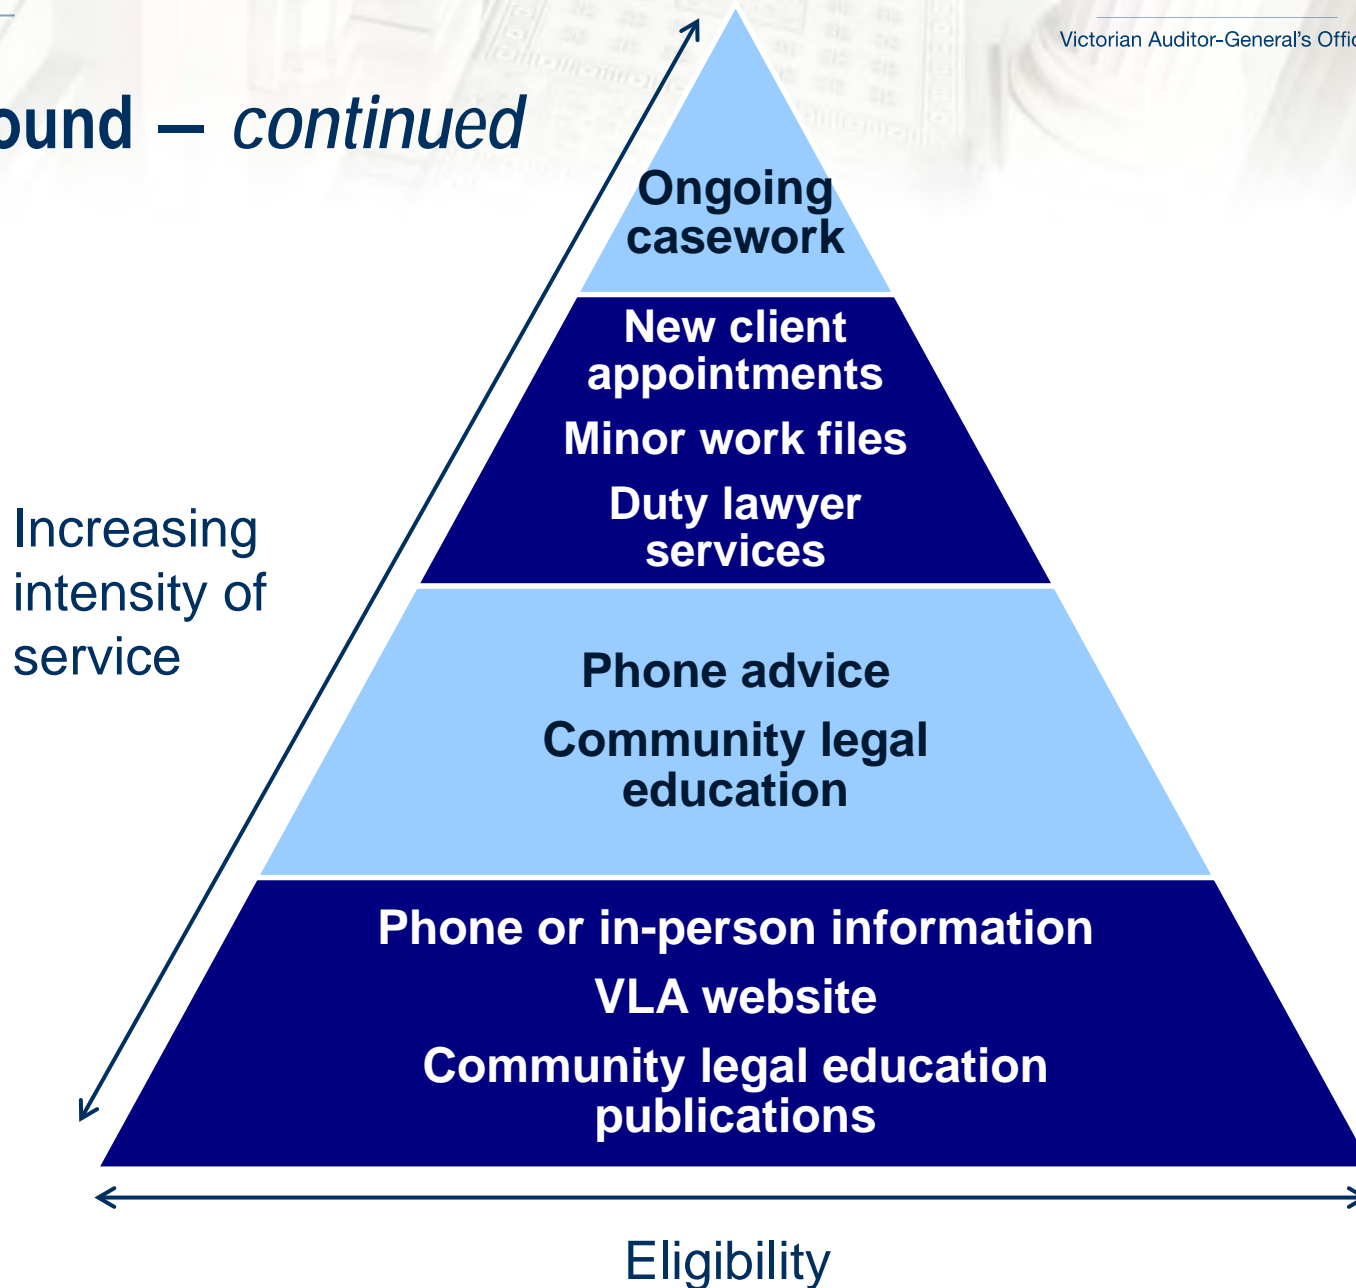 Victorian Auditor-General's Offic
ound – continued
Ongoing
casework
New client
appointments
Minor work files
Duty lawyer
services
Increasing
intensity of
service
Phone advice
Community legal
education
Phone or in-person information
VLA website
Community legal education
publications
Eligibility